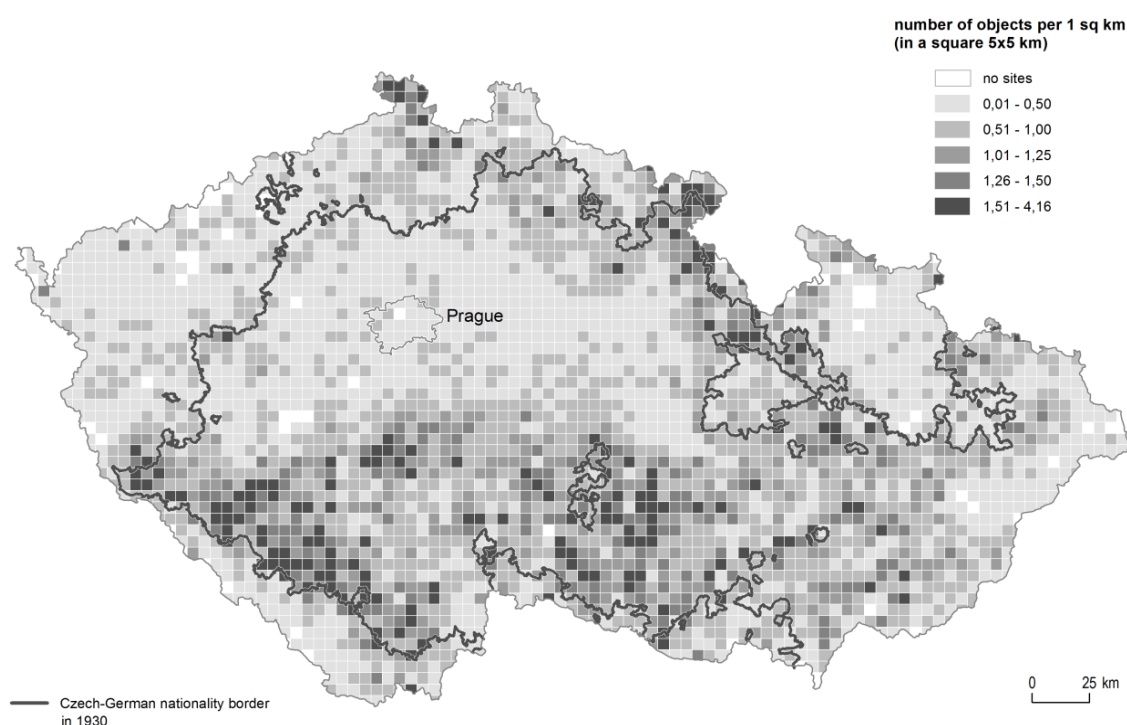 number of objects per 1 sq km
(in a square 5x5 km)
no sites
0,01 - 0,50
0,51 - 1,00
1,01 - 1,25
1,26 - 1,50
1,51 - 4,16
Prague
Czech-German nationality border
in 1930
0 25 km